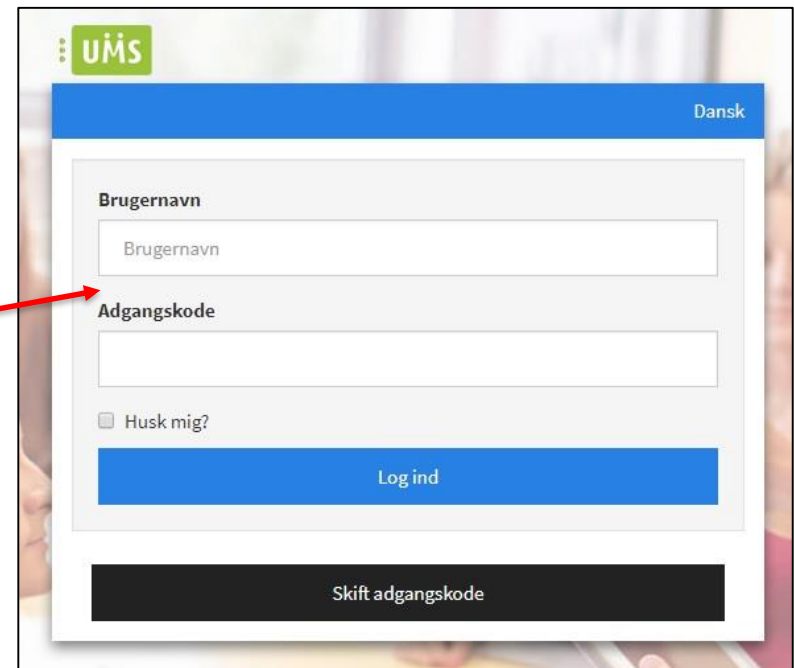 UMS
Dansk
Brugernavn
Brugernavn
Adgangskode
Husk mig?
Log ind
Skift adgangskode